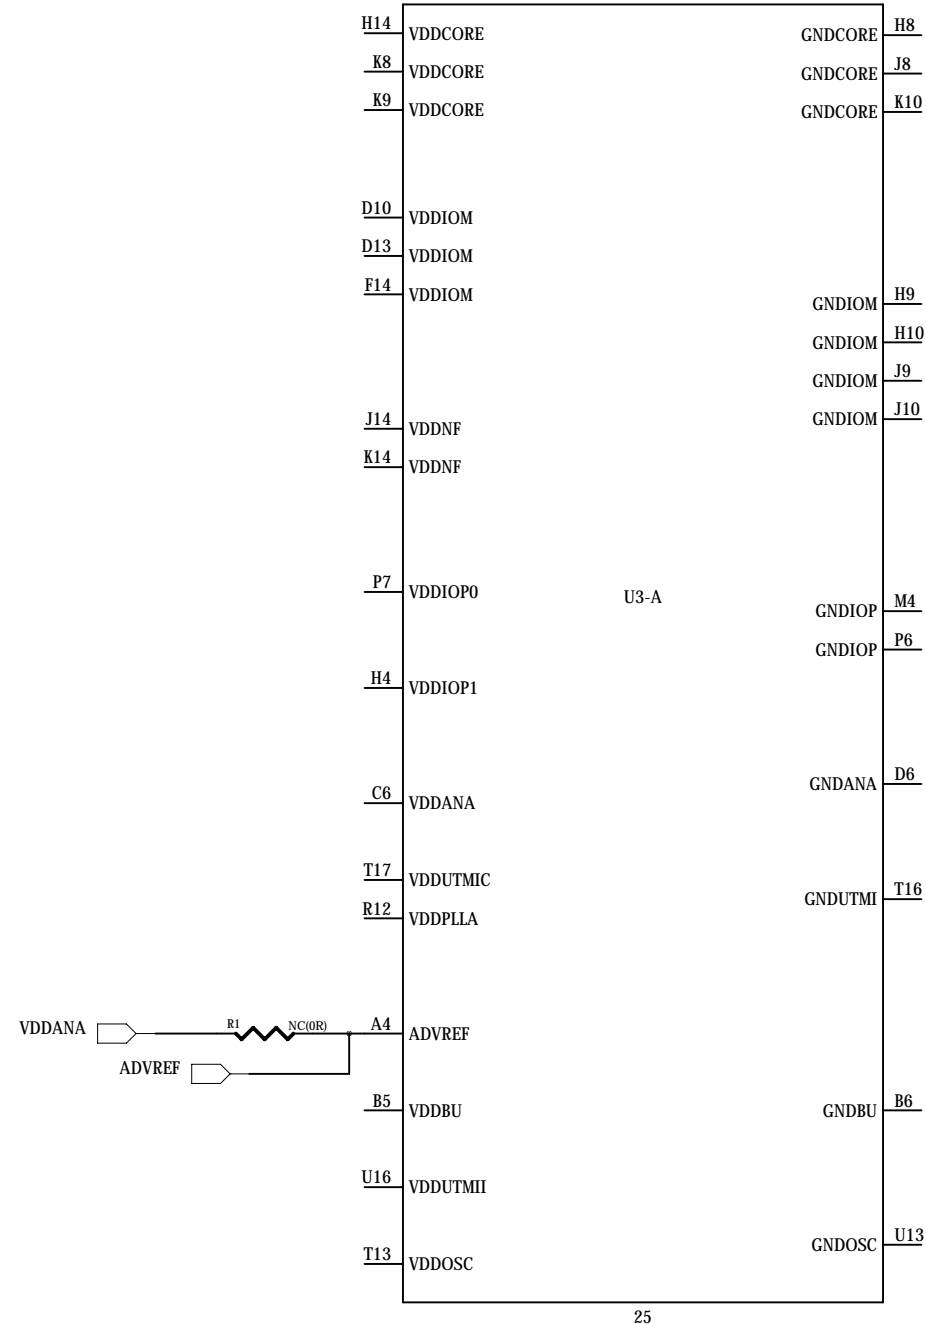 H14 VDDCORE GNDCORE H8
K8 VDDCORE GNDCORE J8
K9 VDDCORE GNDCORE K10
D10 VDDIOM
D13 VDDIOM
F14 VDDIOM GNDIOM H9
GNDIOM H10
GNDIOM J9
J14 VDDNF GNDIOM J10
K14 VDDNF
P7 VDDIOP0 U3-A GNDIOP M4
GNDIOP P6
H4 VDDIOP1
C6 VDDANA GNDANA D6
T17 VDDUTMIC GNDUTMI T16
R12 VDDPLLA
VDDANA R1 NC(0R) A4 ADVREF
ADVREF
B5 VDDBU GNDBU B6
U16 VDDUTMII
T13 VDDOSC GNDOSC U13
25